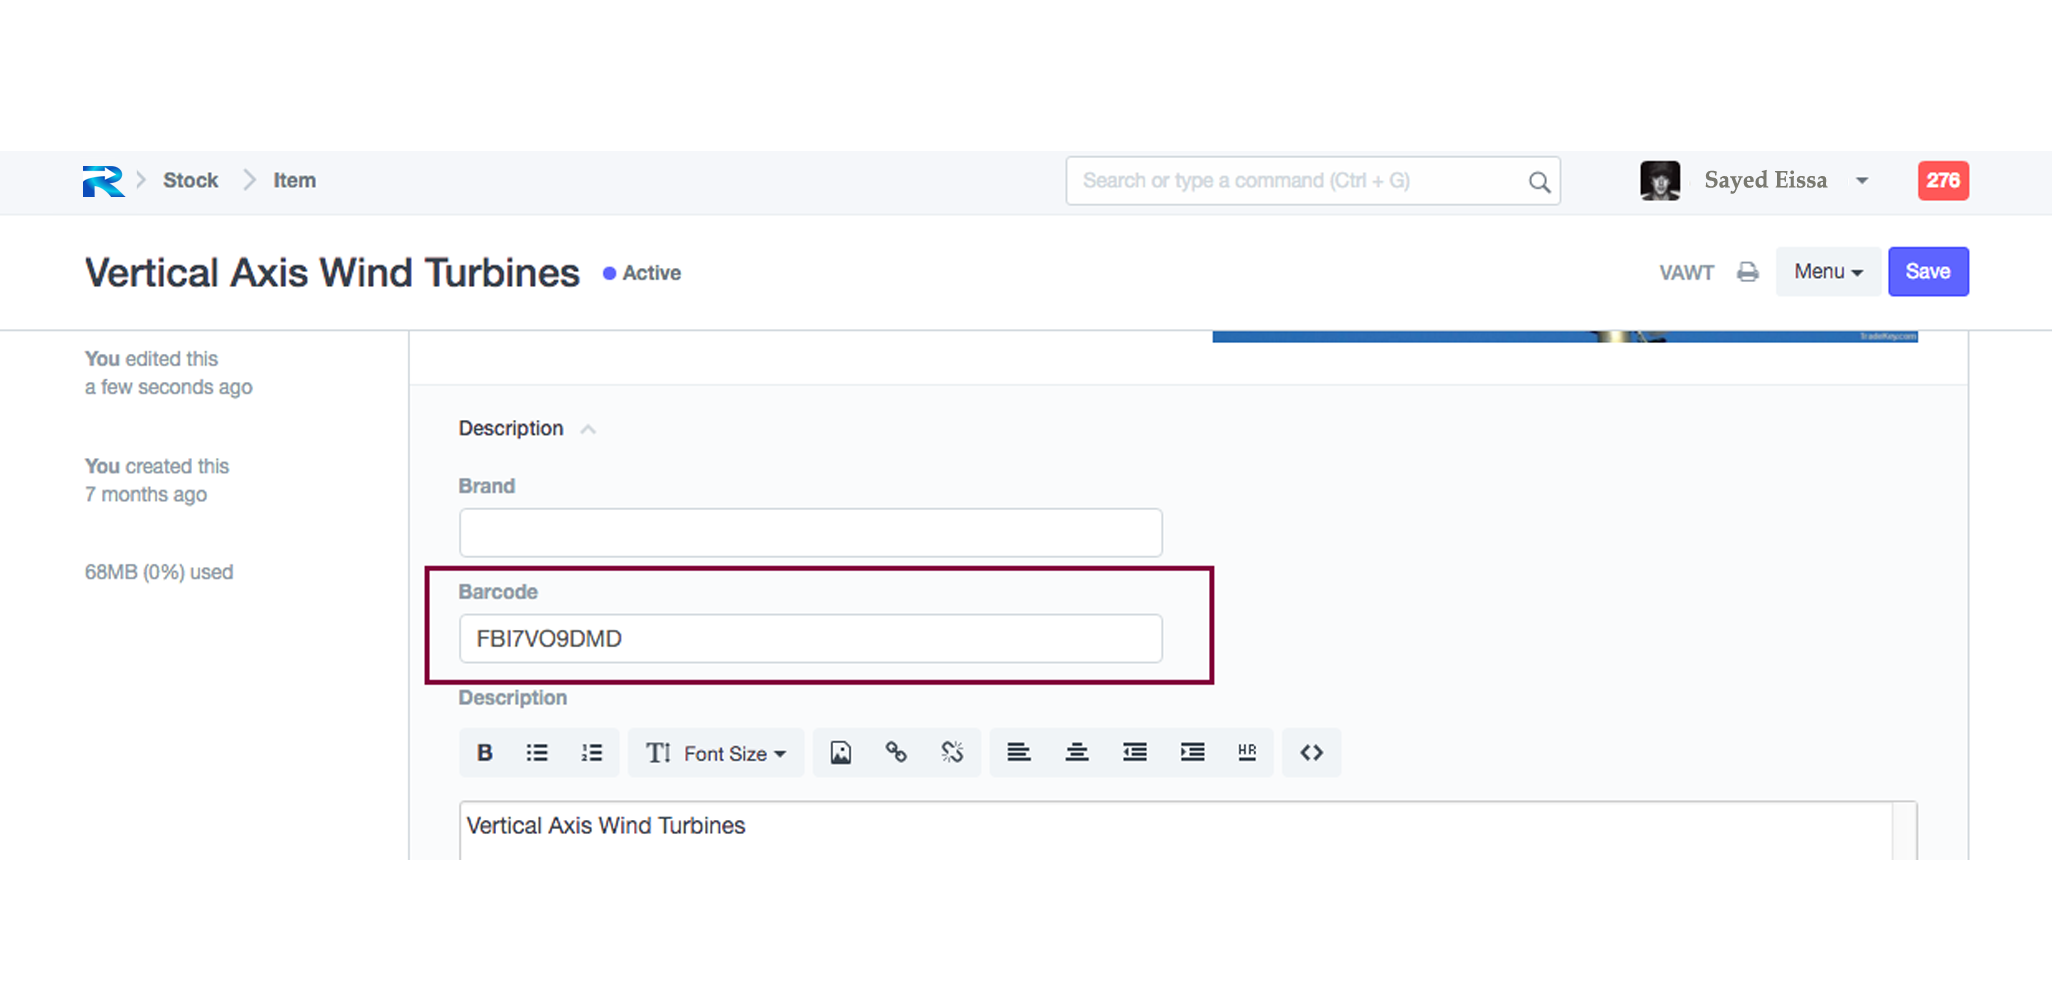 Stock
Item
Search or type a command (Ctrl + G)
Sayed Eissa
276
Vertical Axis Wind Turbines
Active
VAWT
Menu
Save
TradeKey.com
You edited this
a few seconds ago
You created this
7 months ago
68MB (0%) used
Description
Brand
Barcode
FBI7VO9DMD
Description
B
Font Size
HR
Vertical Axis Wind Turbines